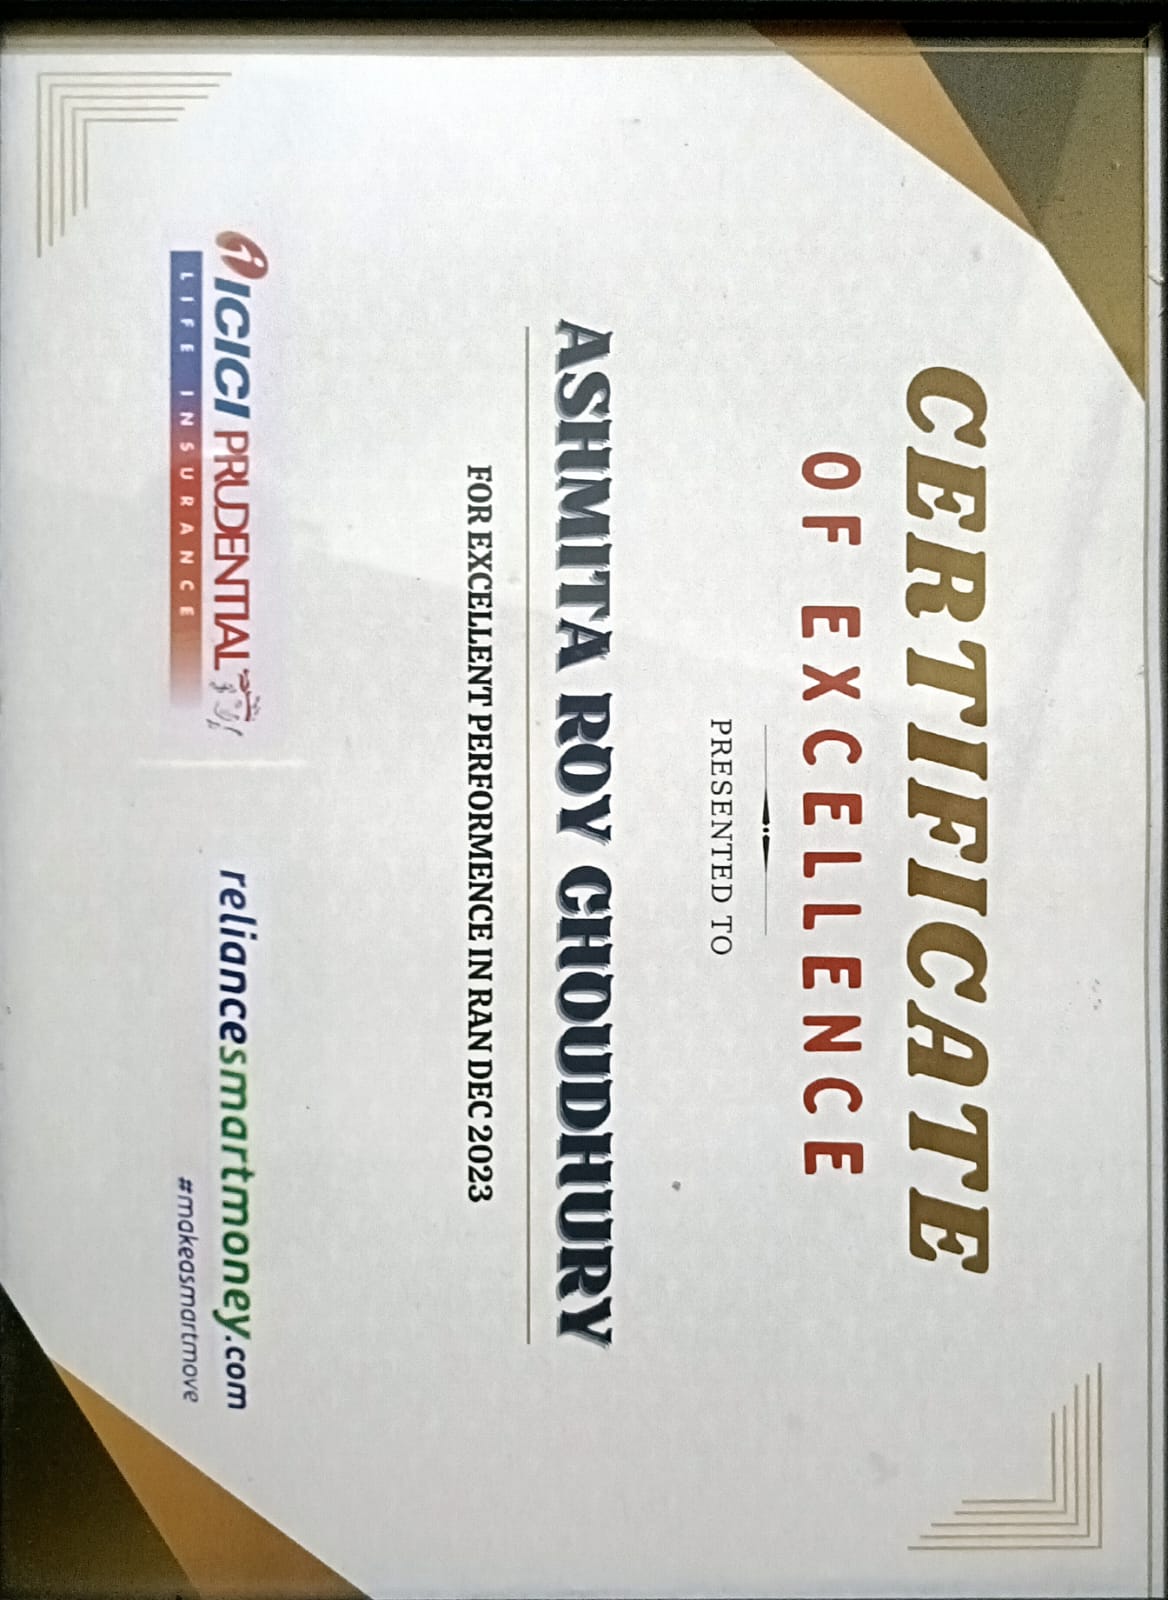 CERTIFICATE
OF EXCELLENCE
PRESENTED TO
ASHMITA ROY CHOUDHURY
FOR EXCELLENT PERFORMENCE IN RAN DEC 2023
ICICI PRUDENTIAL
LIFE INSURANCE
reliancesmartmoney.com
#makeasmartmove